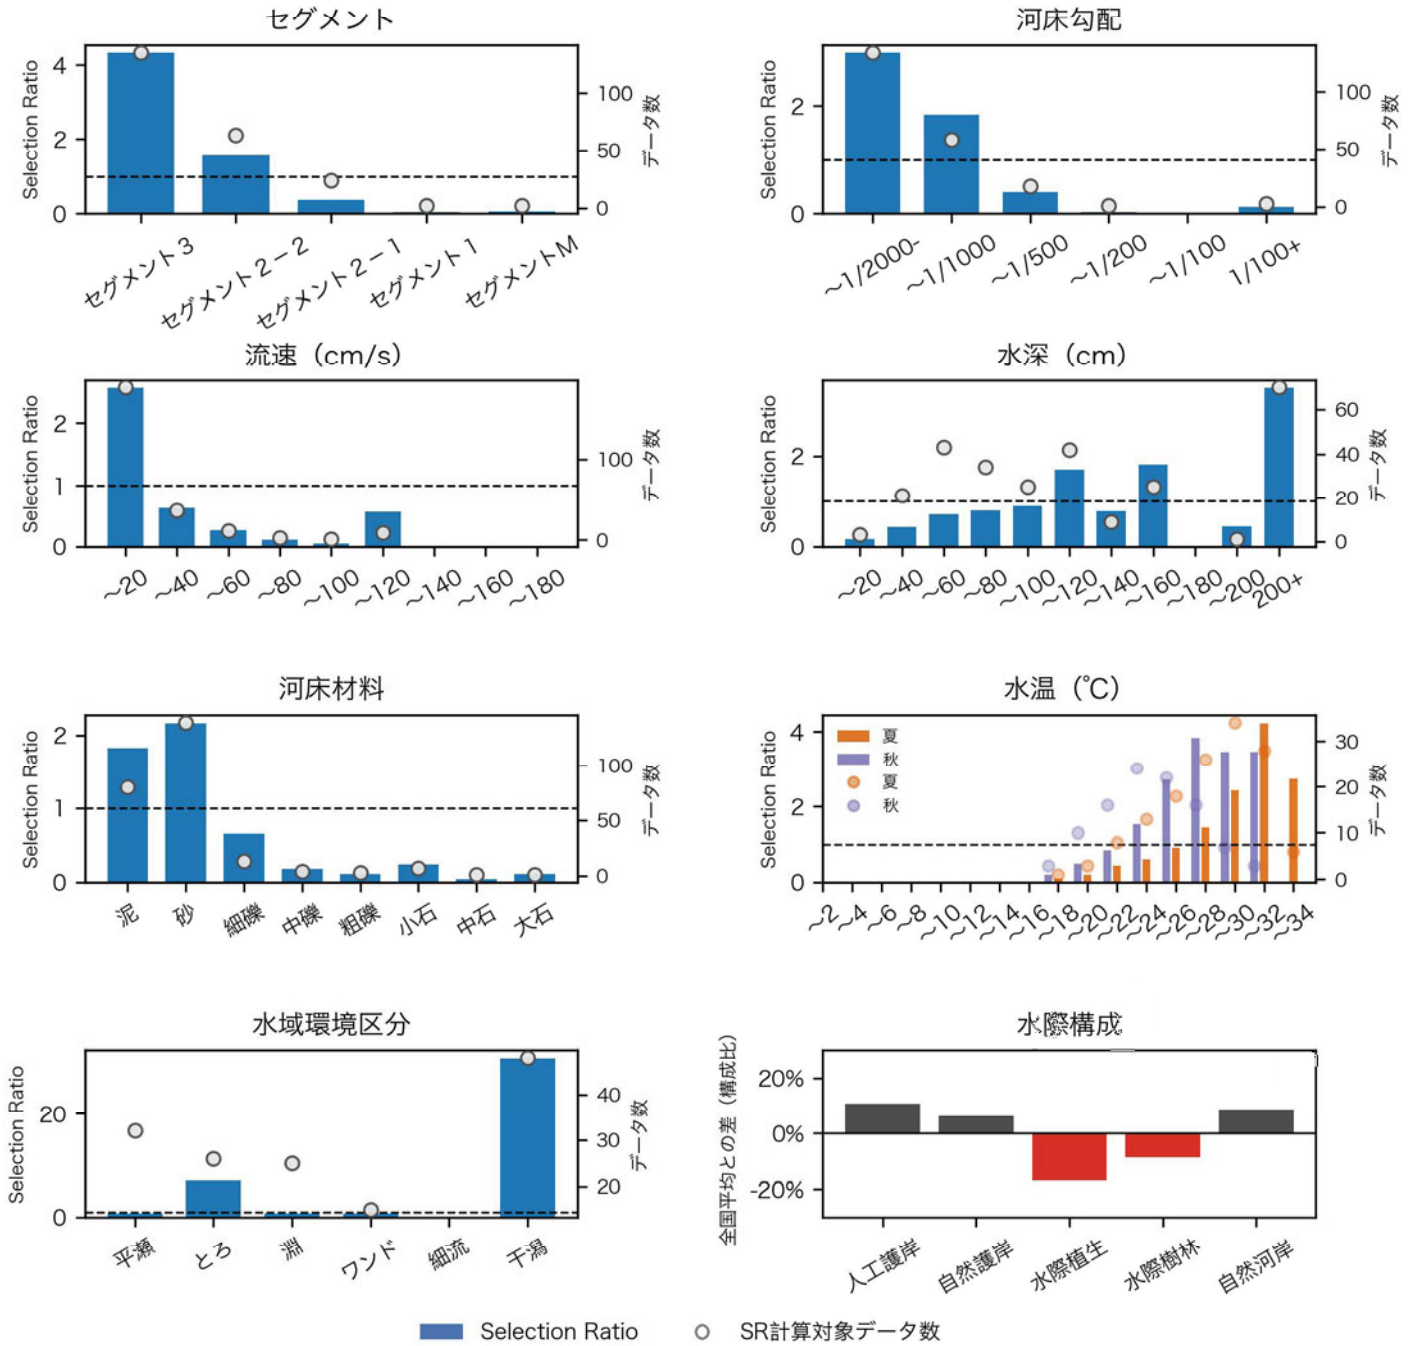 セグメント
Selection Ratio
4
2
0
100
50
0
データ数
セグメント3
セグメント2－2
セグメント2－1
セグメント1
セグメントM
河床勾配
Selection Ratio
2
0
100
50
0
データ数
～1/2000-
～1/1000
～1/500
～1/200
～1/100
1/100+
流速（cm/s）
Selection Ratio
2
1
0
100
0
データ数
～20
～40
～60
～80
～100
～120
～140
～160
～180
水深（cm）
Selection Ratio
2
0
60
40
20
0
データ数
～20
～40
～60
～80
～100
～120
～140
～160
～180
～200
200+
河床材料
Selection Ratio
2
1
0
100
50
0
データ数
泥
砂
細礫
中礫
粗礫
小石
中石
大石
水温（℃）
Selection Ratio
4
2
0
夏
秋
夏
秋
30
20
10
0
データ数
～2
～4
～6
～8
～10
～12
～14
～16
～18
～20
～22
～24
～26
～28
～30
～32
～34
水域環境区分
Selection Ratio
20
0
40
30
20
データ数
平瀬
とろ
淵
ワンド
細流
干潟
水際構成
全国平均との差（構成比）
20%
0%
-20%
人工護岸
自然護岸
水際植生
水際樹林
自然河岸
Selection Ratio
SR計算対象データ数